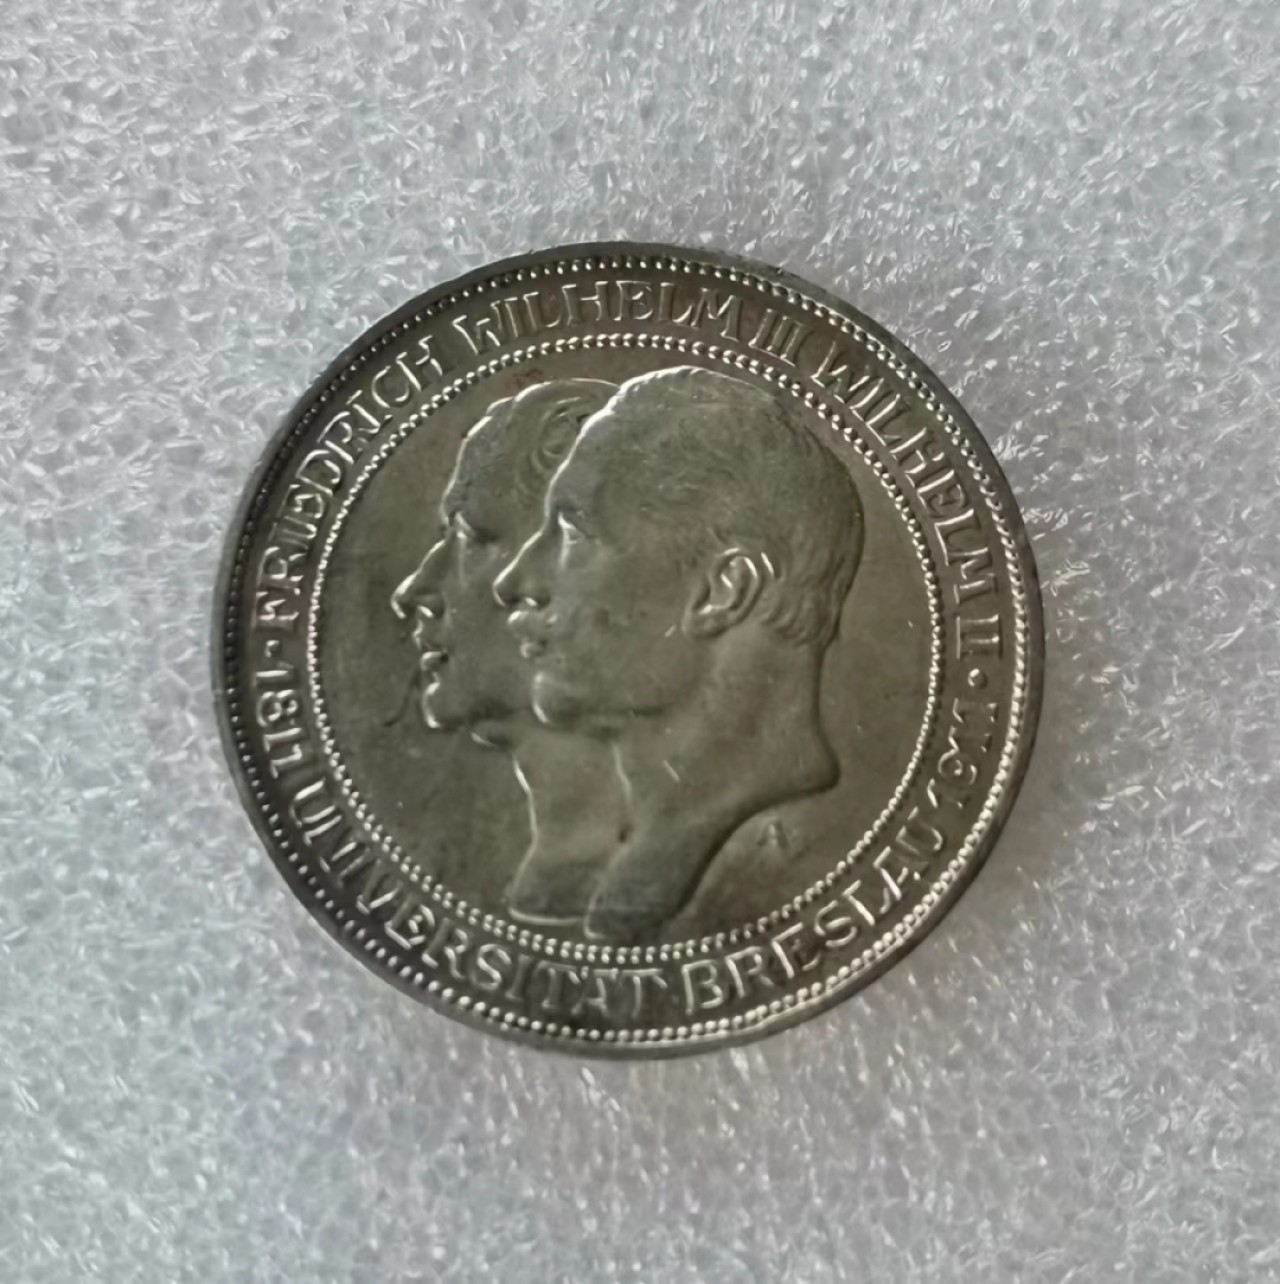 FRIEDRICH WILHELM III WILHELM II •
1811 UNIVERSITÄT BRESLAU 1911
A